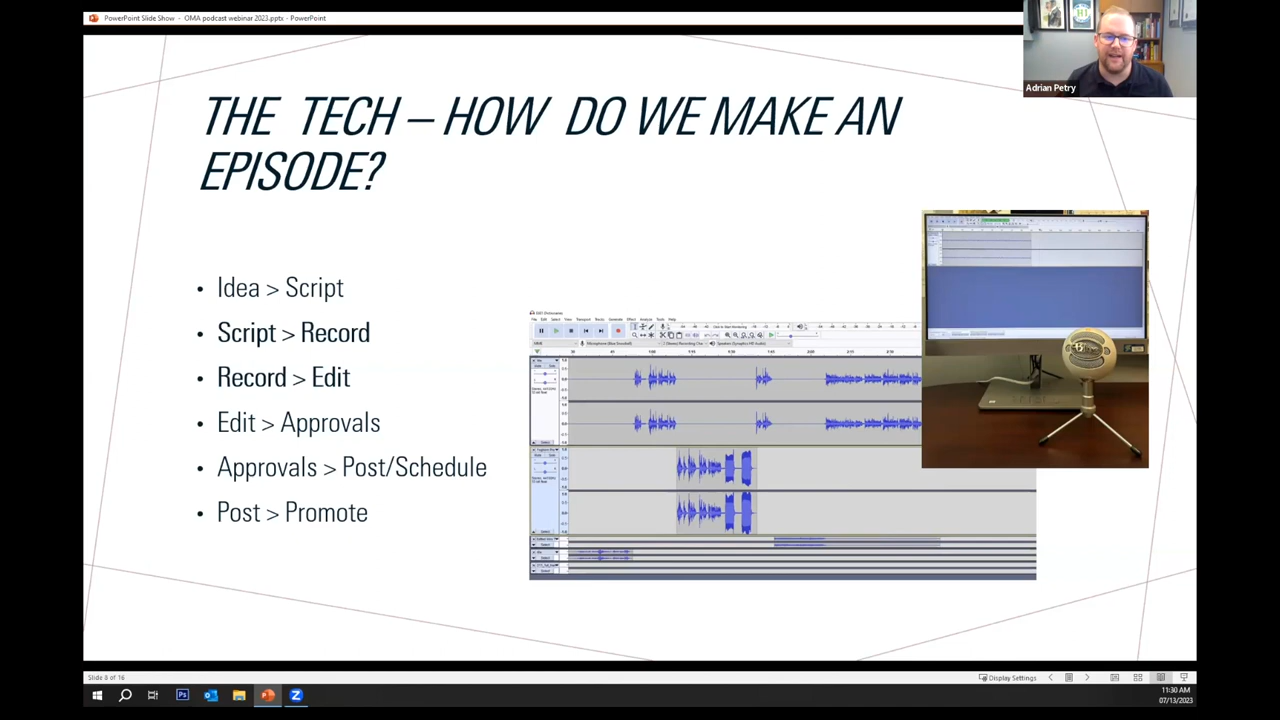 PowerPoint Slide Show - OMA podcast webinar 2023.pptx - PowerPoint
Adrian Petry
THE TECH – HOW DO WE MAKE AN
EPISODE?
• Idea > Script
• Script > Record
• Record > Edit
• Edit > Approvals
• Approvals > Post/Schedule
• Post > Promote
Slide 8 of 16
Display Settings
11:30 AM
07/13/2023